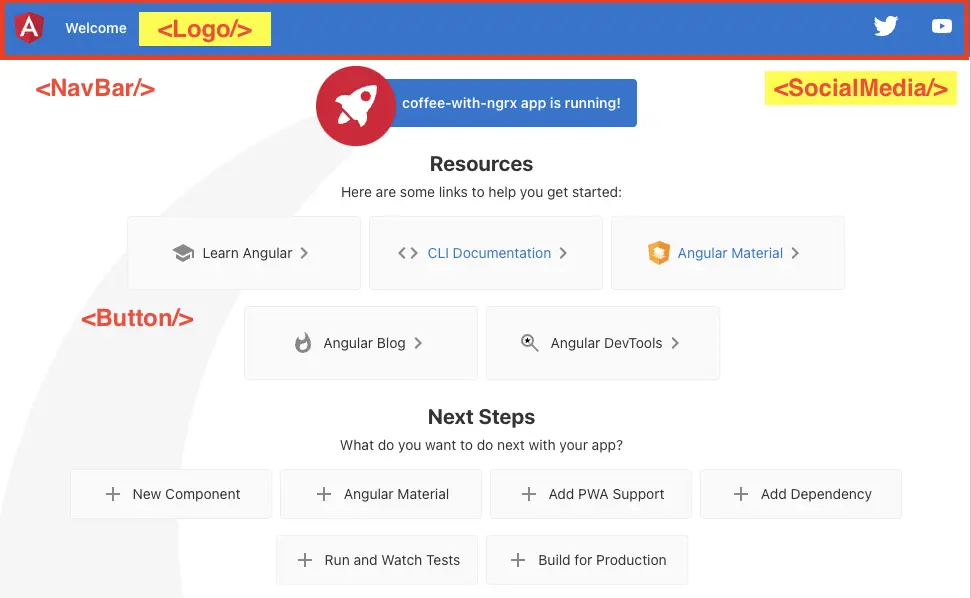 Welcome <Logo/>
<NavBar/>
coffee-with-ngrx app is running!
<SocialMedia/>
Resources
Here are some links to help you get started:
Learn Angular
CLI Documentation
Angular Material
<Button/>
Angular Blog
Angular DevTools
Next Steps
What do you want to do next with your app?
New Component
Angular Material
Add PWA Support
Add Dependency
Run and Watch Tests
Build for Production